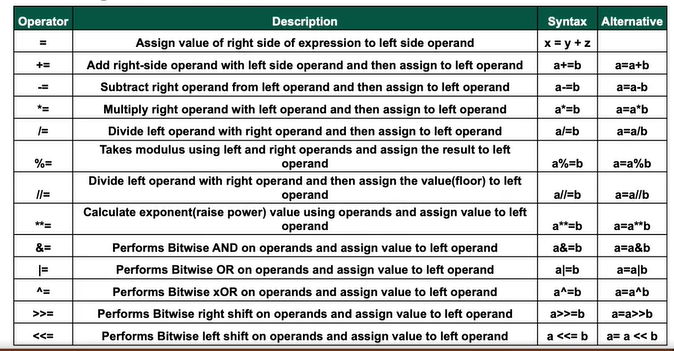 Operator Description Syntax Alternative
= Assign value of right side of expression to left side operand x = y + z
+= Add right-side operand with left side operand and then assign to left operand a+=b a=a+b
-= Subtract right operand from left operand and then assign to left operand a-=b a=a-b
*= Multiply right operand with left operand and then assign to left operand a*=b a=a*b
/= Divide left operand with right operand and then assign to left operand a/=b a=a/b
Takes modulus using left and right operands and assign the result to left
%= operand a%=b a=a%b
Divide left operand with right operand and then assign the value(floor) to left
//= operand a//=b a=a//b
Calculate exponent(raise power) value using operands and assign value to left
**= operand a**=b a=a**b
&= Performs Bitwise AND on operands and assign value to left operand a&=b a=a&b
|= Performs Bitwise OR on operands and assign value to left operand a|=b a=a|b
^= Performs Bitwise xOR on operands and assign value to left operand a^=b a=a^b
>>= Performs Bitwise right shift on operands and assign value to left operand a>>=b a=a>>b
<<= Performs Bitwise left shift on operands and assign value to left operand a <<= b a= a << b